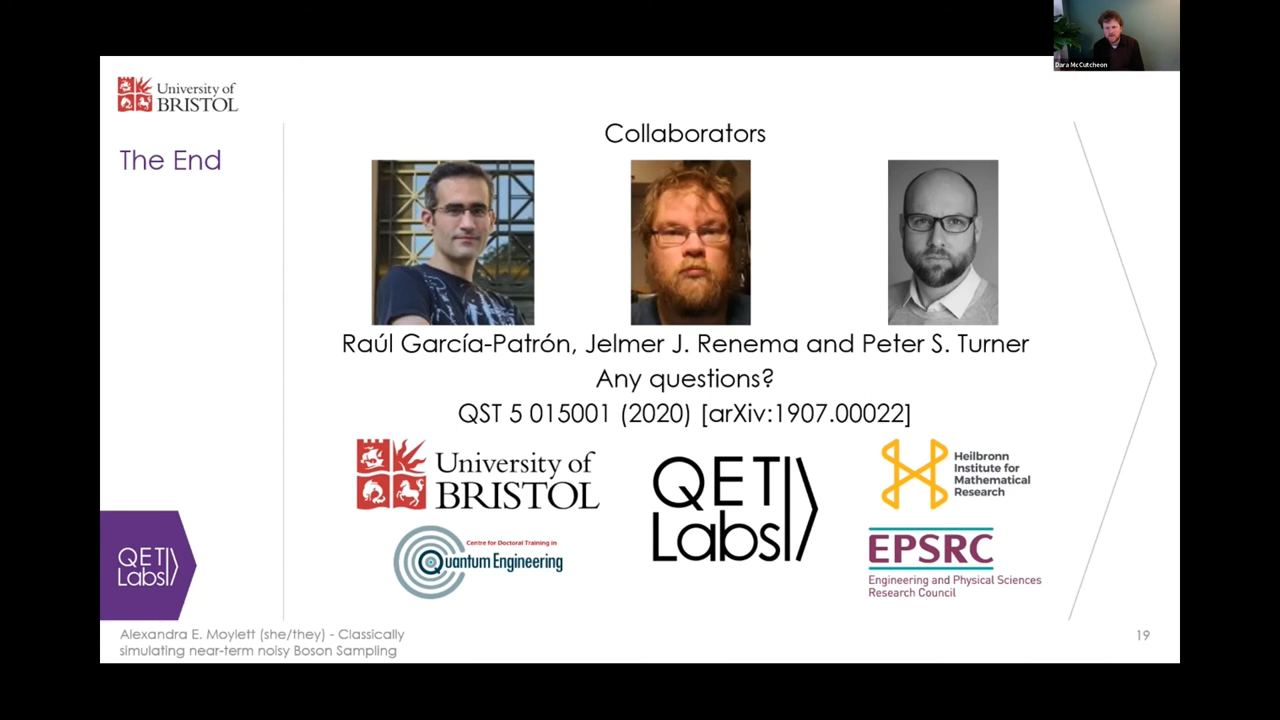 Dara McCutcheon
University of
BRISTOL
The End
Collaborators
Raúl García-Patrón, Jelmer J. Renema and Peter S. Turner
Any questions?
QST 5 015001 (2020) [arXiv:1907.00022]
University of
BRISTOL
QET
Labs
Heilbronn
Institute for
Mathematical
Research
Centre for Doctoral Training in
Quantum Engineering
EPSRC
Engineering and Physical Sciences
Research Council
QET
Labs
Alexandra E. Moylett (she/they) - Classically
simulating near-term noisy Boson Sampling
19